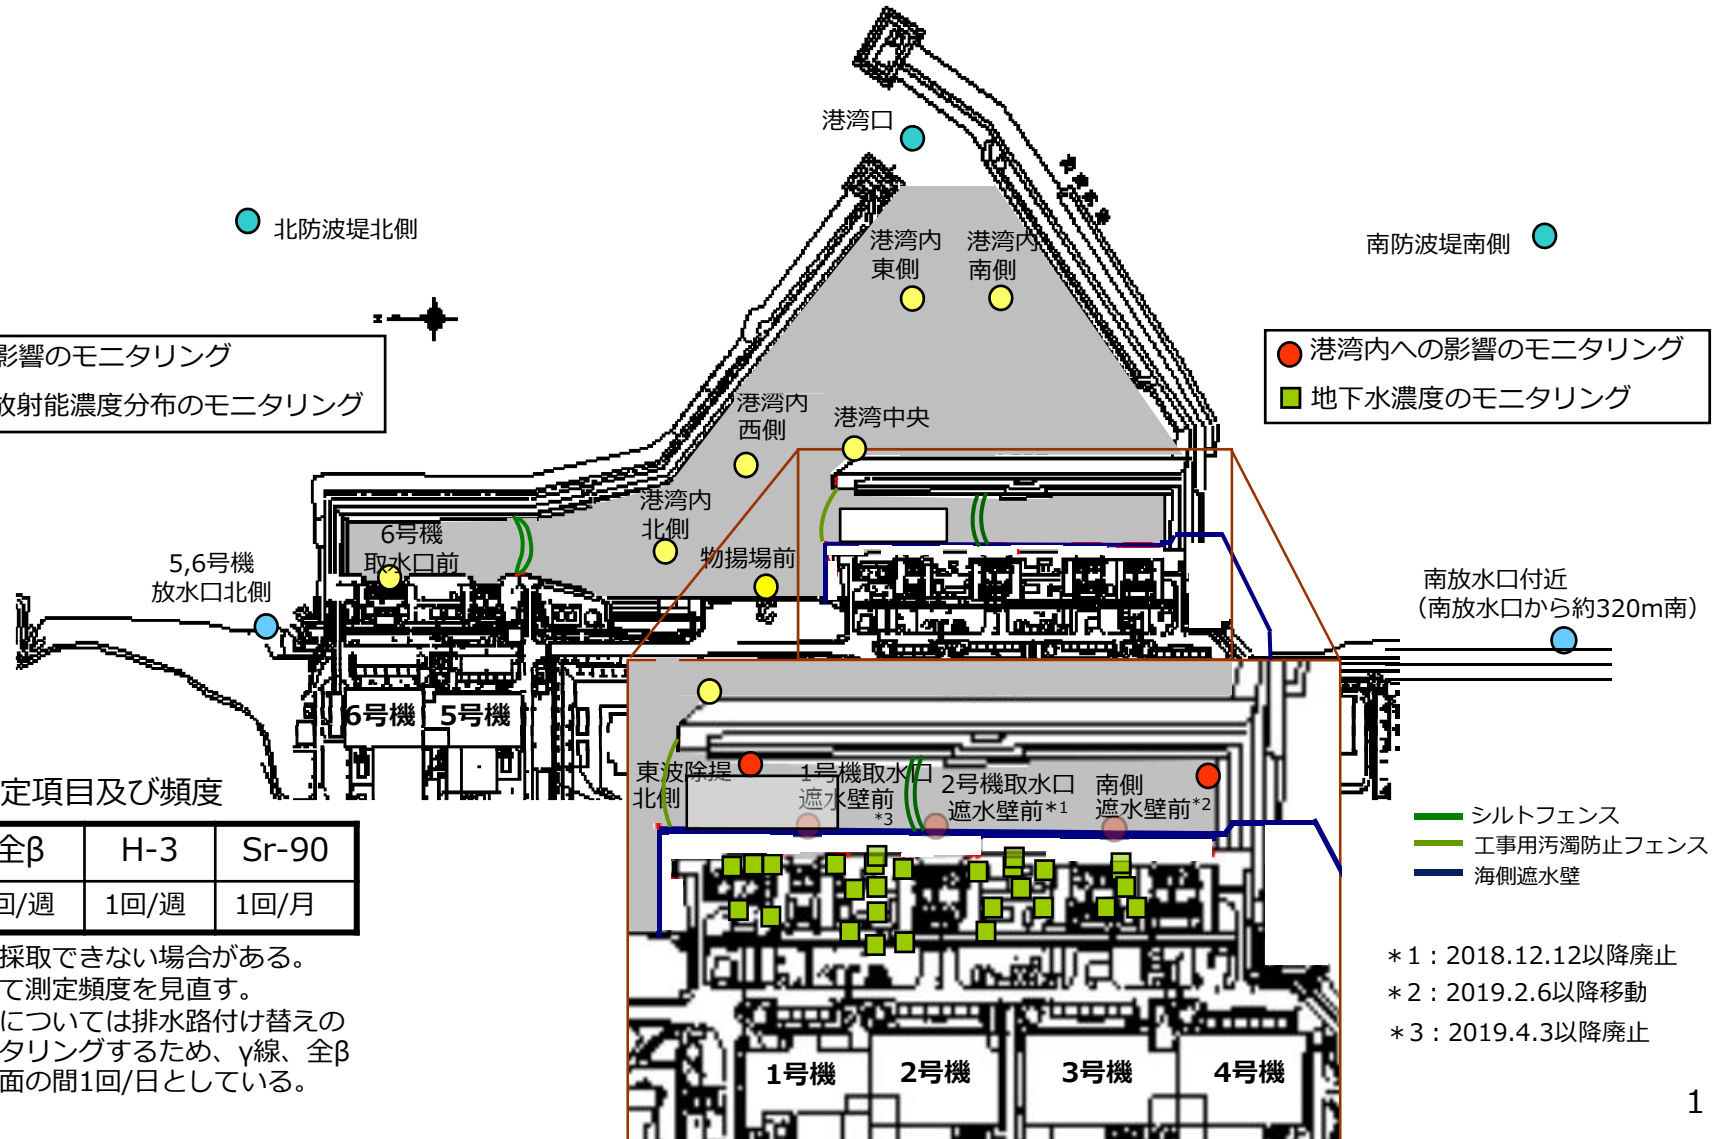 港湾口
北防波堤北側
南防波堤南側
港湾内
東側
港湾内
南側
影響のモニタリング
放射能濃度分布のモニタリング
港湾内への影響のモニタリング
地下水濃度のモニタリング
港湾内
西側
港湾中央
港湾内
北側
物揚場前
6号機
取水口前
5,6号機
放水口北側
南放水口付近
（南放水口から約320m南）
6号機
5号機
東波除堤
北側
1号機取水口
遮水壁前
*3
2号機取水口
遮水壁前*1
南側
遮水壁前*2
シルトフェンス
工事用汚濁防止フェンス
海側遮水壁
定項目及び頻度
全β
H-3
Sr-90
回/週
1回/週
1回/月
採取できない場合がある。
て測定頻度を見直す。
については排水路付け替えの
タリングするため、γ線、全β
面の間1回/日としている。
＊1：2018.12.12以降廃止
＊2：2019.2.6以降移動
＊3：2019.4.3以降廃止
1号機
2号機
3号機
4号機
1